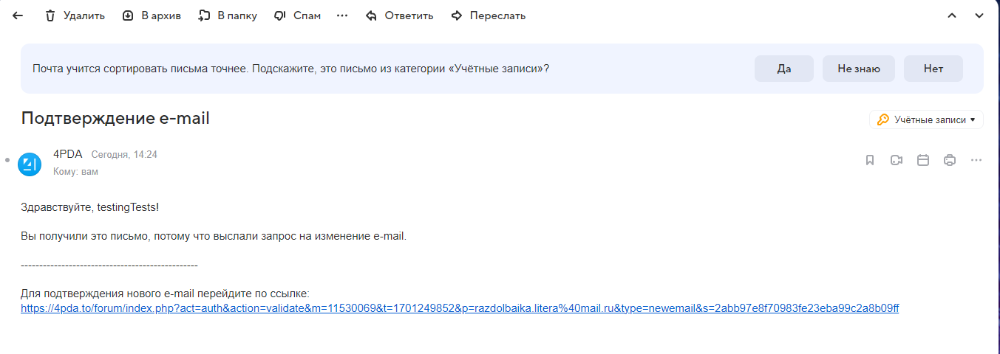 Удалить В архив В папку Спам Ответить Переслать
Почта учится сортировать письма точнее. Подскажите, это письмо из категории «Учётные записи»? Да Не знаю Нет
Подтверждение e-mail Учётные записи
4PDA Сегодня, 14:24
Кому: вам
Здравствуйте, testingTests!
Вы получили это письмо, потому что выслали запрос на изменение e-mail.
------------------------------------------------
Для подтверждения нового e-mail перейдите по ссылке:
https://4pda.to/forum/index.php?act=auth&action=validate&m=11530069&t=1701249852&p=razdolbaika.litera%40mail.ru&type=newemail&s=2abb97e8f70983fe23eba99c2a8b09ff